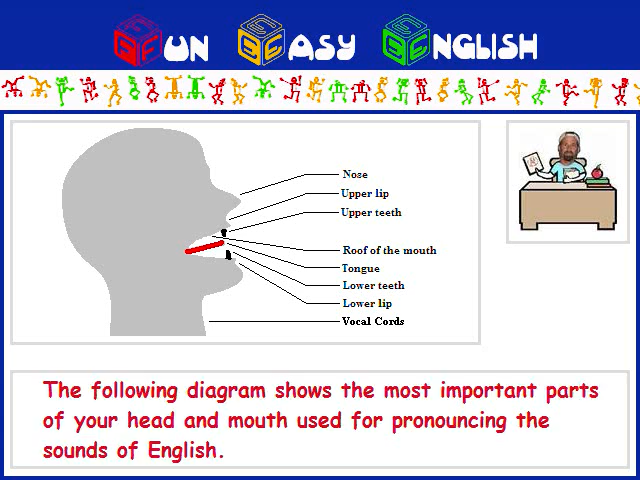 FUN EASY ENGLISH
Nose
Upper lip
Upper teeth
Roof of the mouth
Tongue
Lower teeth
Lower lip
Vocal Cords
The following diagram shows the most important parts
of your head and mouth used for pronouncing the
sounds of English.